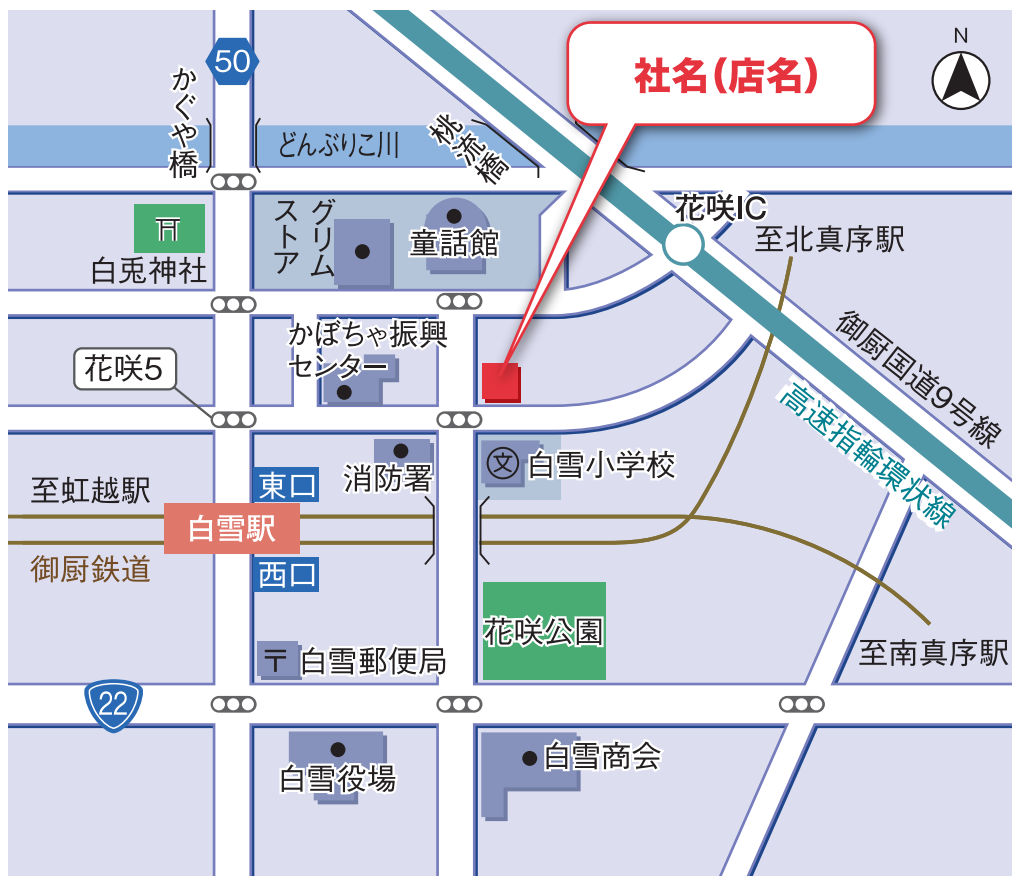 N
50
社名(店名)
かぐや橋
どんぶりこ川
桃流橋
グリム
ストア
童話館
花咲IC
至北真序駅
白兎神社
かぼちゃ振興
センター
花咲5
御厨国道9号線
高速指輪環状線
消防署
文
白雪小学校
至虹越駅
東口
白雪駅
御厨鉄道
西口
花咲公園
〒
白雪郵便局
至南真序駅
22
白雪役場
白雪商会